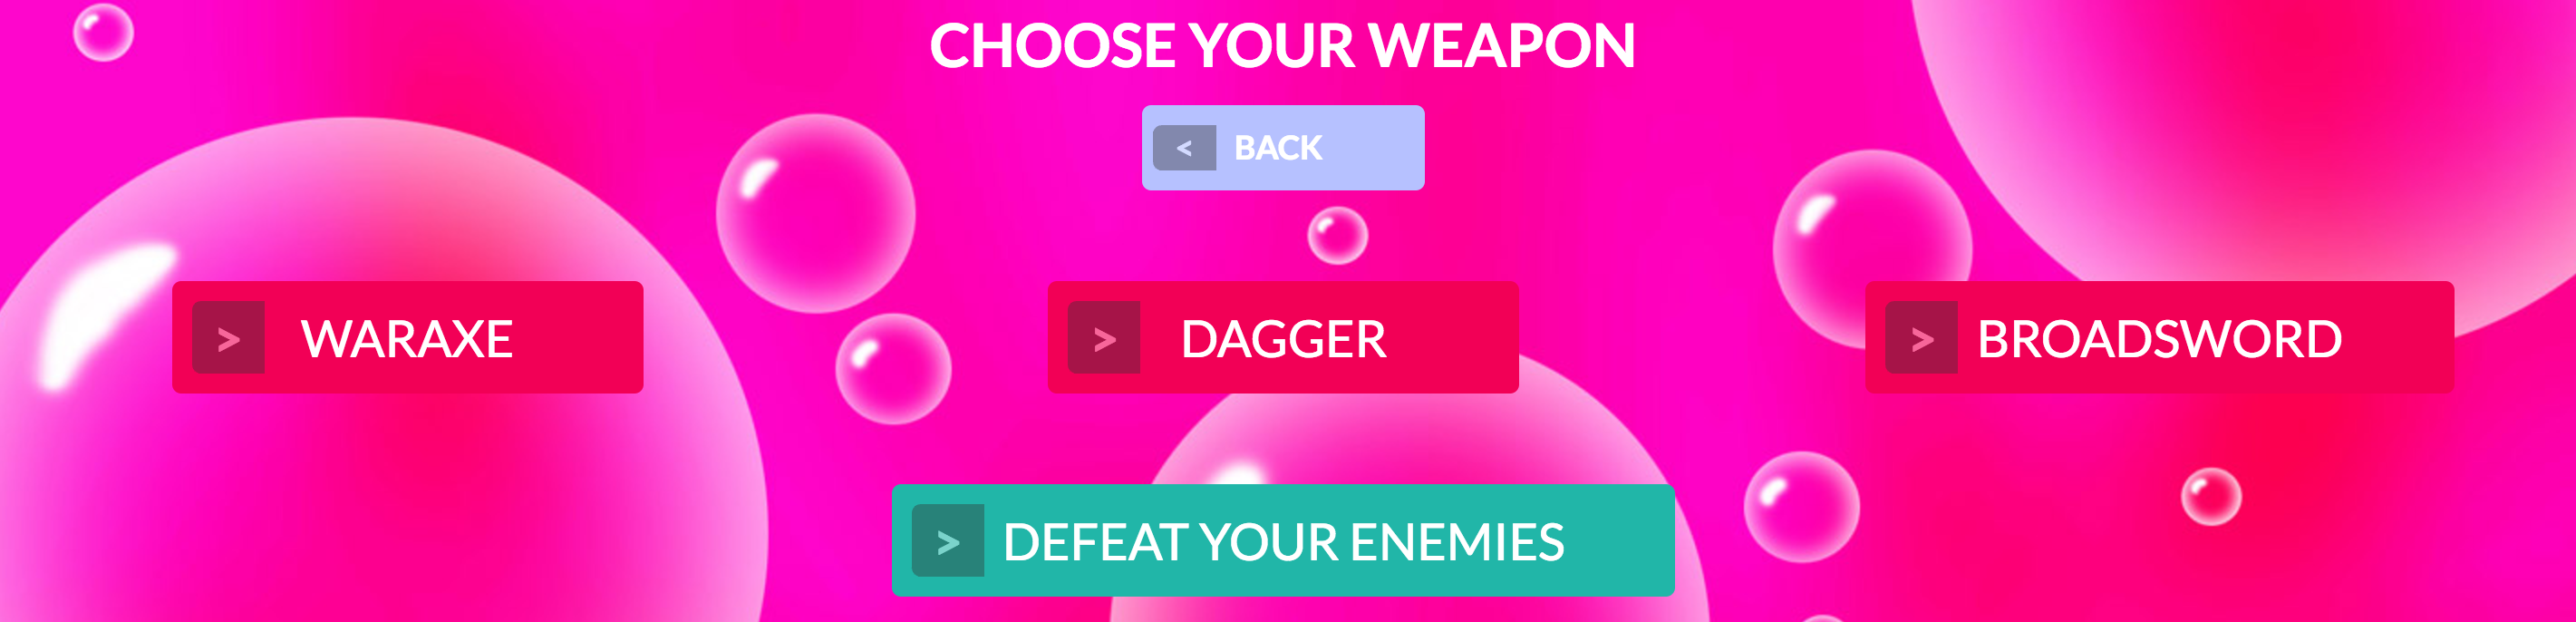 CHOOSE YOUR WEAPON
< BACK
> WARAXE
> DAGGER
> BROADSWORD
> DEFEAT YOUR ENEMIES